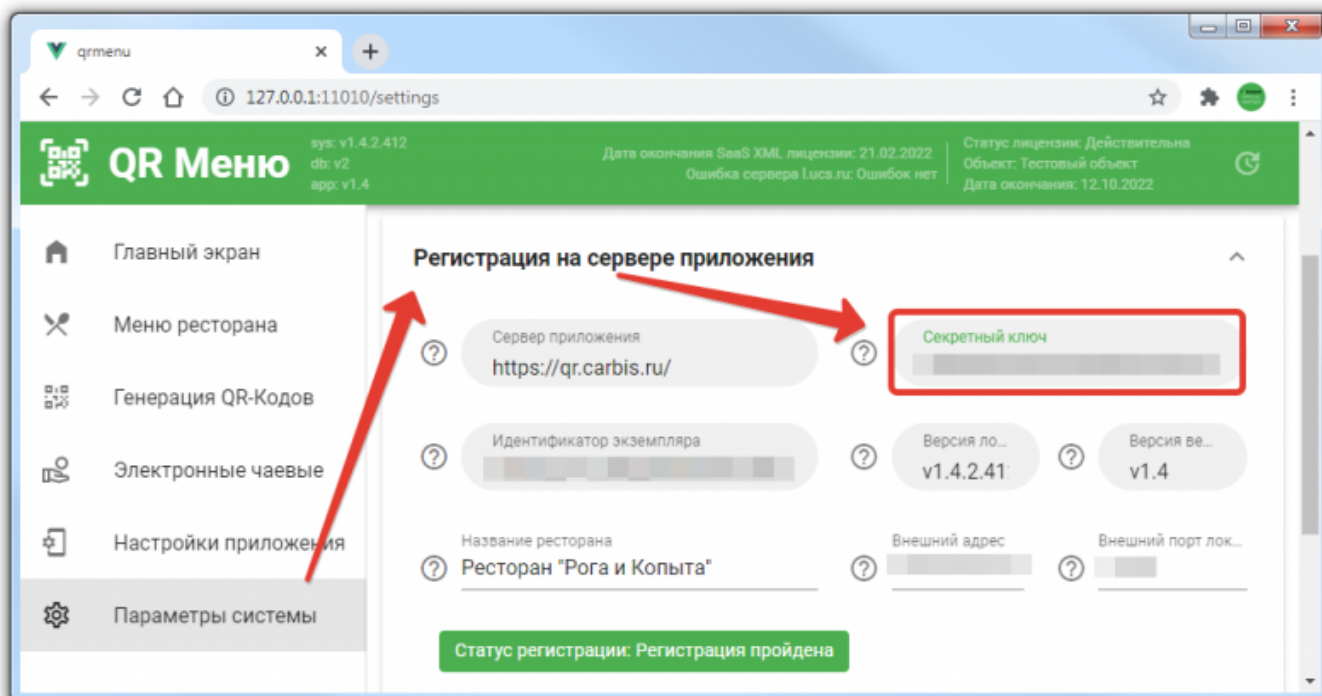 qrmenu
127.0.0.1:11010/settings
QR Меню
sys: v1.4.2.412
db: v2
app: v1.4
Дата окончания SaaS XML лицензии: 21.02.2022
Ошибка сервера l.ucs.ru: Ошибок нет
Статус лицензии: Действительна
Объект: Тестовый объект
Дата окончания: 12.10.2022
Главный экран
Меню ресторана
Генерация QR-Кодов
Электронные чаевые
Настройки приложения
Параметры системы
Регистрация на сервере приложения
Сервер приложения
https://qr.carbis.ru/
Секретный ключ
Идентификатор экземпляра
Версия ло...
v1.4.2.41
Версия ве...
v1.4
Название ресторана
Ресторан "Рога и Копыта"
Внешний адрес
Внешний порт лок...
Статус регистрации: Регистрация пройдена